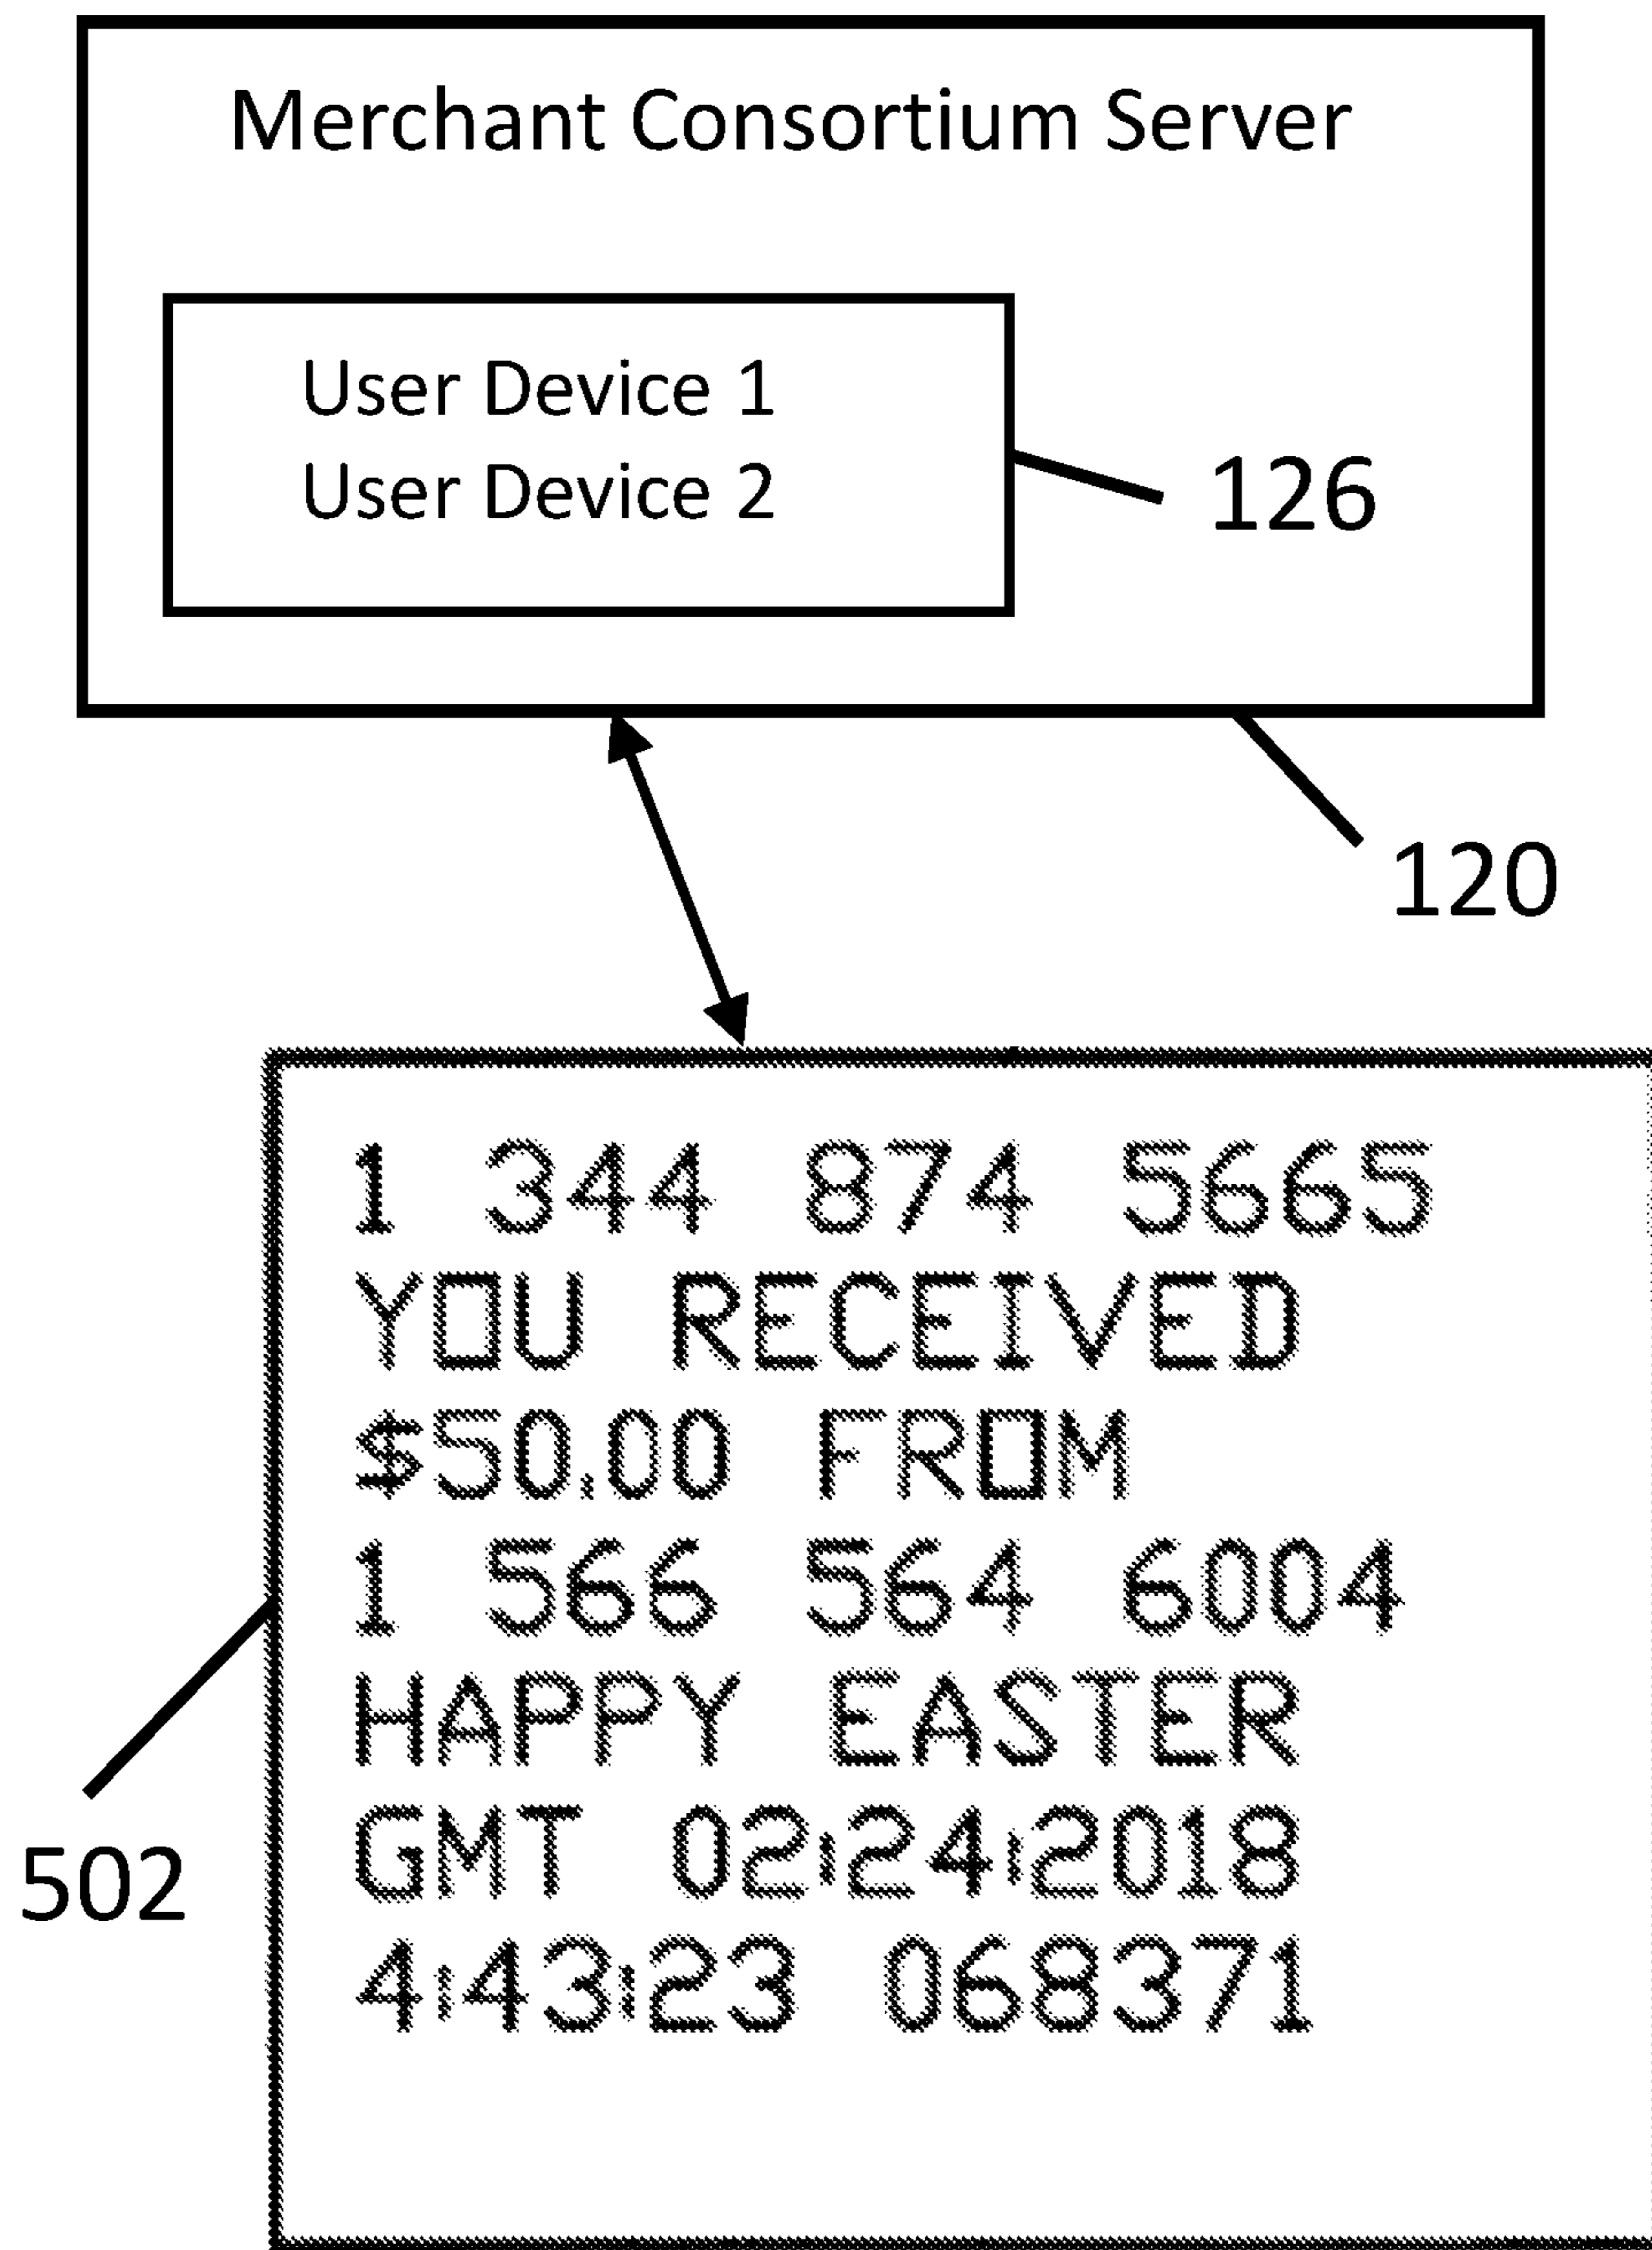 Merchant Consortium Server
User Device 1
User Device 2
126
120
1 344 874 5665
YOU RECEIVED
$50.00 FROM
1 566 564 6004
HAPPY EASTER
GMT 02:24:2018
4:43:23 068371
502